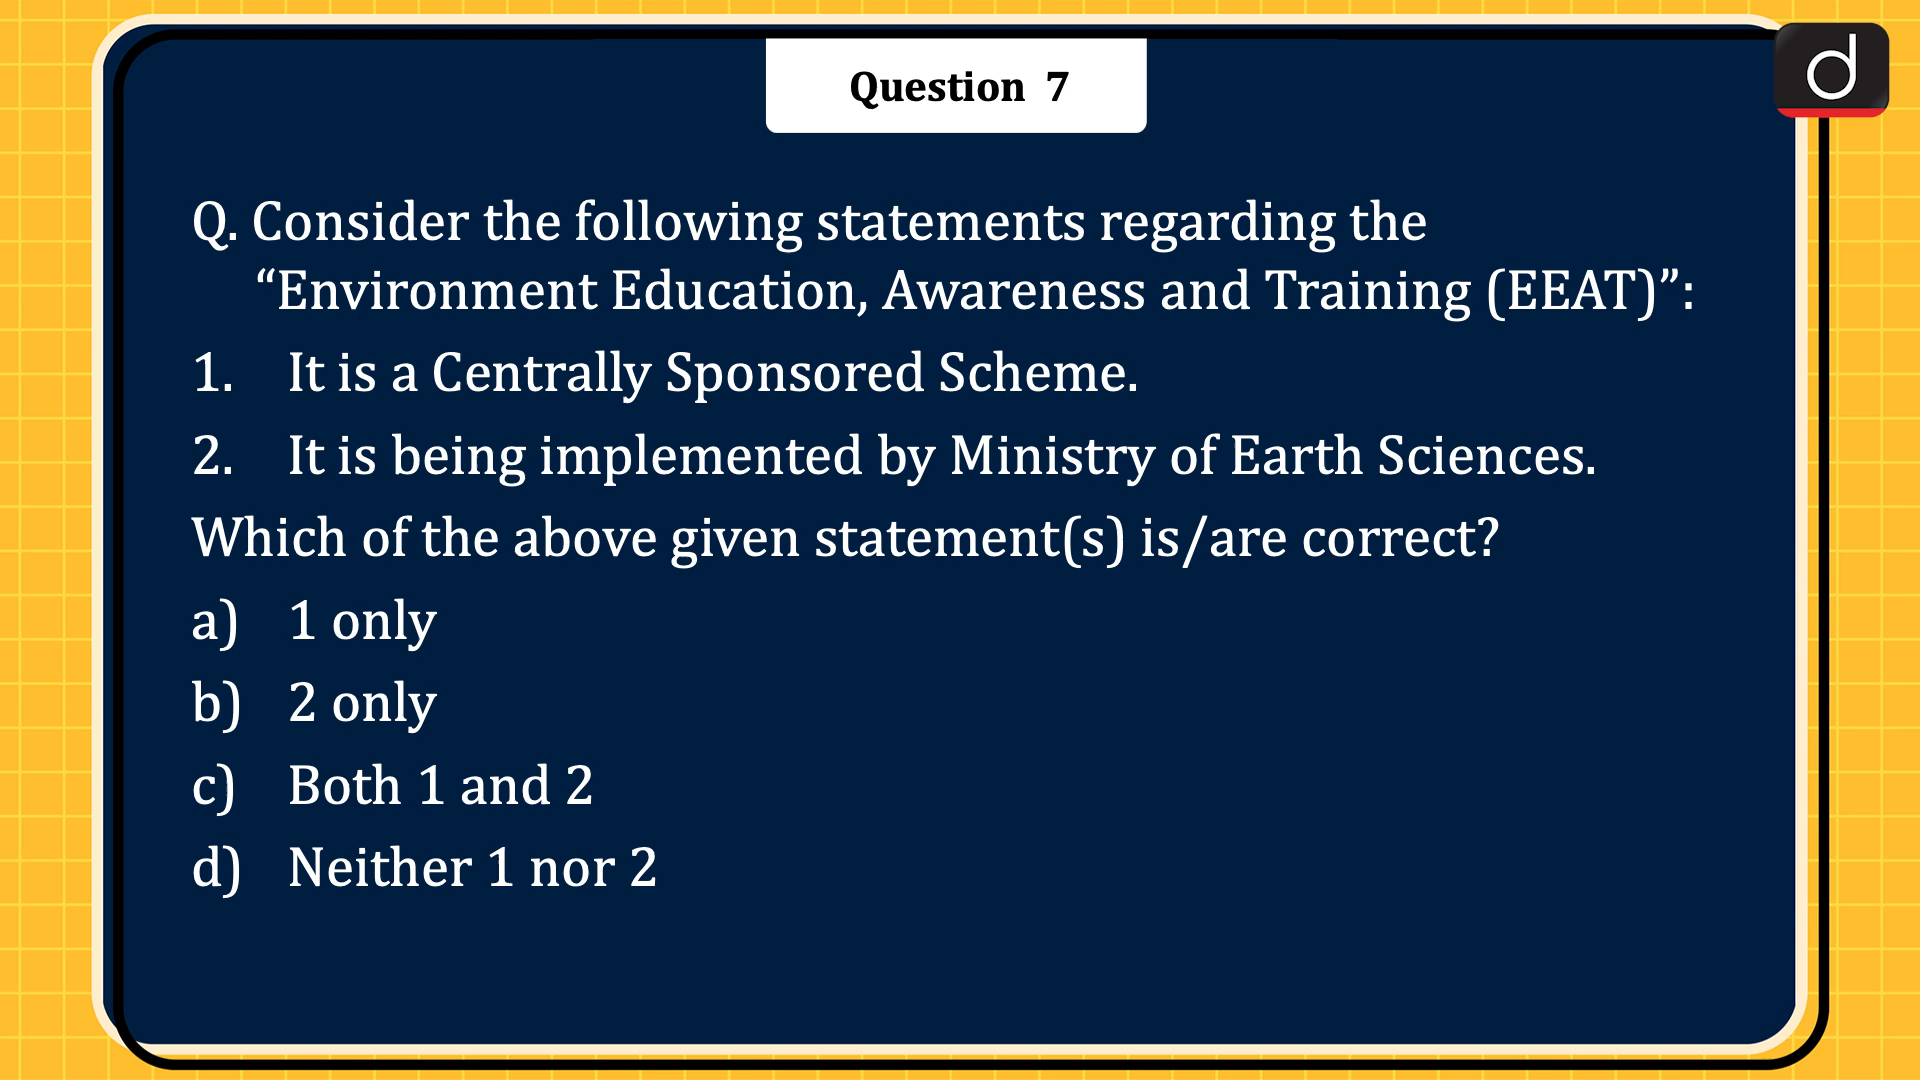 Question 7
Q. Consider the following statements regarding the
“Environment Education, Awareness and Training (EEAT)”:
1. It is a Centrally Sponsored Scheme.
2. It is being implemented by Ministry of Earth Sciences.
Which of the above given statement(s) is/are correct?
a) 1 only
b) 2 only
c) Both 1 and 2
d) Neither 1 nor 2
d